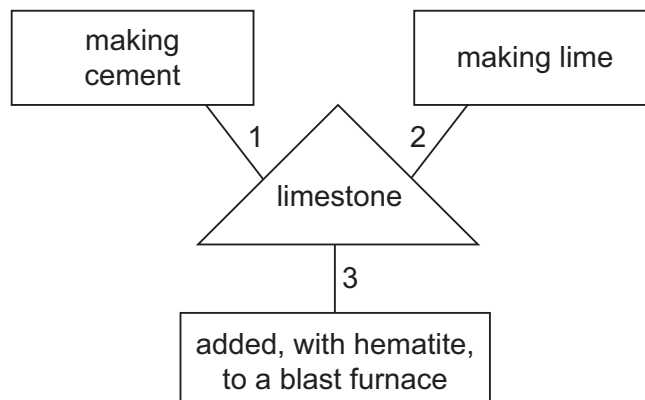 making
cement
making lime
1
2
limestone
3
added, with hematite,
to a blast furnace